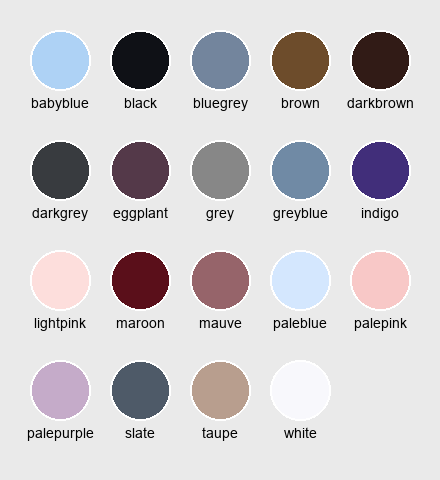 babyblue black bluegrey brown darkbrown
darkgrey eggplant grey greyblue indigo
lightpink maroon mauve paleblue palepink
palepurple slate taupe white